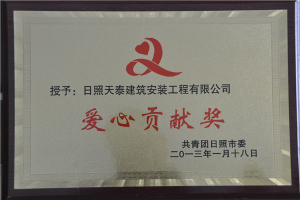 授予：日照天泰建筑安装工程有限公司
爱心贡献奖
共青团日照市委
二〇一三年一月十八日